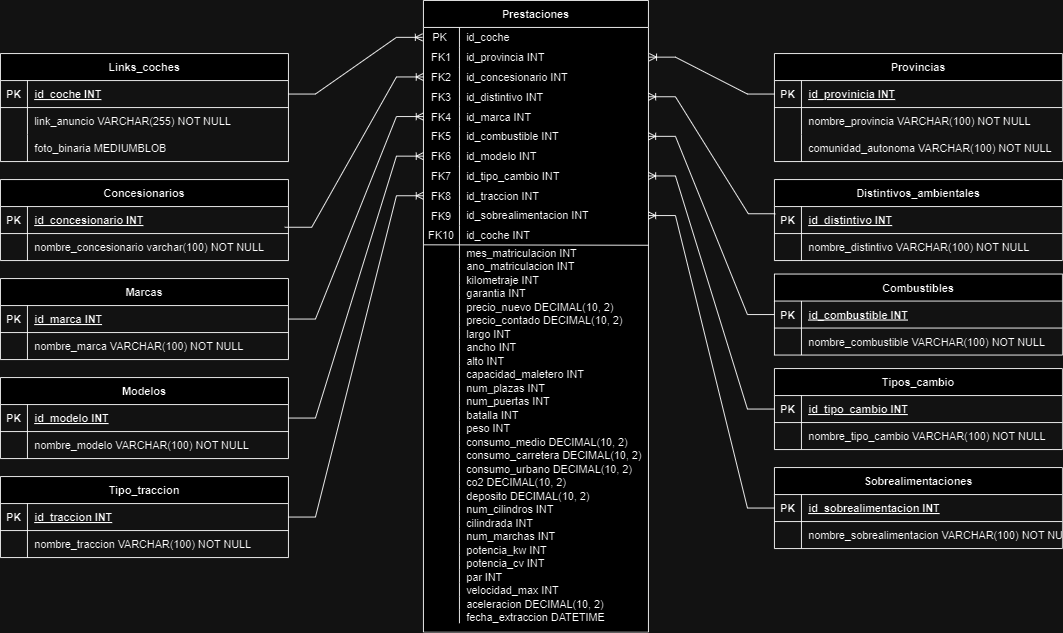 Prestaciones
PK id_coche
FK1 id_provincia INT
FK2 id_concesionario INT
FK3 id_distintivo INT
FK4 id_marca INT
FK5 id_combustible INT
FK6 id_modelo INT
FK7 id_tipo_cambio INT
FK8 id_traccion INT
FK9 id_sobrealimentacion INT
FK10 id_coche INT
mes_matriculacion INT
ano_matriculacion INT
kilometraje INT
garantia INT
precio_nuevo DECIMAL(10, 2)
precio_contado DECIMAL(10, 2)
largo INT
ancho INT
alto INT
capacidad_maletero INT
num_plazas INT
num_puertas INT
batalla INT
peso INT
consumo_medio DECIMAL(10, 2)
consumo_carretera DECIMAL(10, 2)
consumo_urbano DECIMAL(10, 2)
co2 DECIMAL(10, 2)
deposito DECIMAL(10, 2)
num_cilindros INT
cilindrada INT
num_marchas INT
potencia_kw INT
potencia_cv INT
par INT
velocidad_max INT
aceleracion DECIMAL(10, 2)
fecha_extraccion DATETIME
Links_coches
PK id_coche INT
link_anuncio VARCHAR(255) NOT NULL
foto_binaria MEDIUMBLOB
Concesionarios
PK id_concesionario INT
nombre_concesionario varchar(100) NOT NULL
Marcas
PK id_marca INT
nombre_marca VARCHAR(100) NOT NULL
Modelos
PK id_modelo INT
nombre_modelo VARCHAR(100) NOT NULL
Tipo_traccion
PK id_traccion INT
nombre_traccion VARCHAR(100) NOT NULL
Provincias
PK id_provinicia INT
nombre_provincia VARCHAR(100) NOT NULL
comunidad_autonoma VARCHAR(100) NOT NULL
Distintivos_ambientales
PK id_distintivo INT
nombre_distintivo VARCHAR(100) NOT NULL
Combustibles
PK id_combustible INT
nombre_combustible VARCHAR(100) NOT NULL
Tipos_cambio
PK id_tipo_cambio INT
nombre_tipo_cambio VARCHAR(100) NOT NULL
Sobrealimentaciones
PK id_sobrealimentacion INT
nombre_sobrealimentacion VARCHAR(100) NOT NU